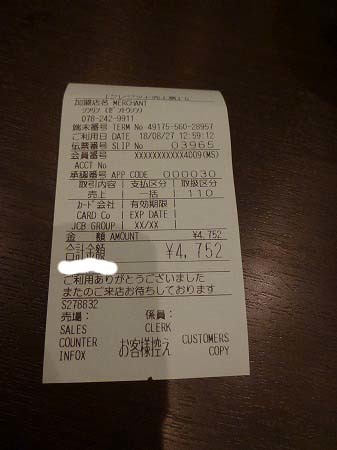 加盟店名 MERCHANT
078-242-9911
端末番号 TERM No 49175-560-28957
ご利用日 DATE 18/08/27 12:59:12
伝票番号 SLIP No 03965
会員番号 XXXXXXXXXXXX4009(MS)
ACCT No
承認番号 APP CODE 000030
取引内容 支払区分 取扱区分
売上 一括 110
カード会社 有効期限
CARD Co EXP DATE
JCB GROUP XX/XX
金 額 AMOUNT ¥4,752
合計金額 ¥4,752
ご利用ありがとうございました
またのご来店お待ちしております
S278832
売場: 係員:
SALES CLERK
COUNTER お客様控え CUSTOMERS
INFOX COPY